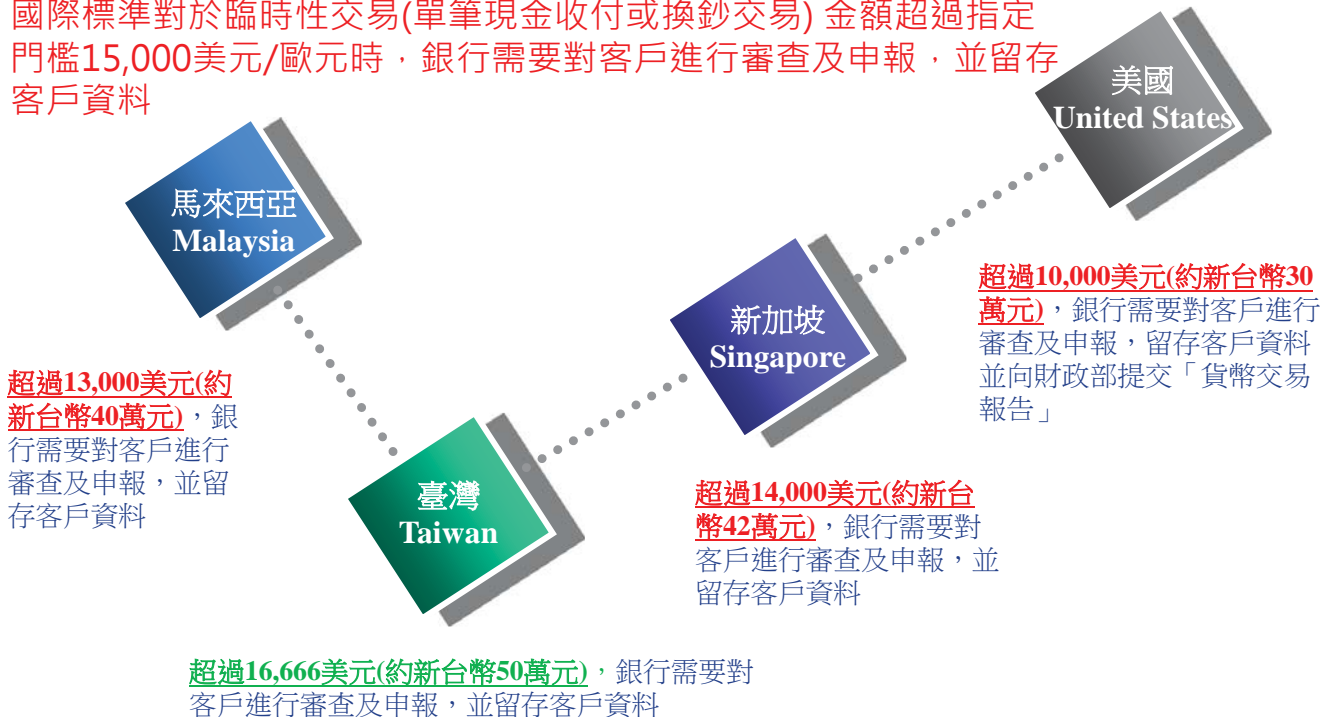 國際標準對於臨時性交易(單筆現金收付或換鈔交易) 金額超過指定
門檻15,000美元/歐元時，銀行需要對客戶進行審查及申報，並留存
客戶資料
美國
United States
馬來西亞
Malaysia
超過10,000美元(約新台幣30
萬元)，銀行需要對客戶進行
審查及申報，留存客戶資料
並向財政部提交「貨幣交易
報告」
新加坡
Singapore
超過13,000美元(約
新台幣40萬元)，銀
行需要對客戶進行
審查及申報，並留
存客戶資料
臺灣
Taiwan
超過14,000美元(約新台
幣42萬元)，銀行需要對
客戶進行審查及申報，並
留存客戶資料
超過16,666美元(約新台幣50萬元)，銀行需要對
客戶進行審查及申報，並留存客戶資料